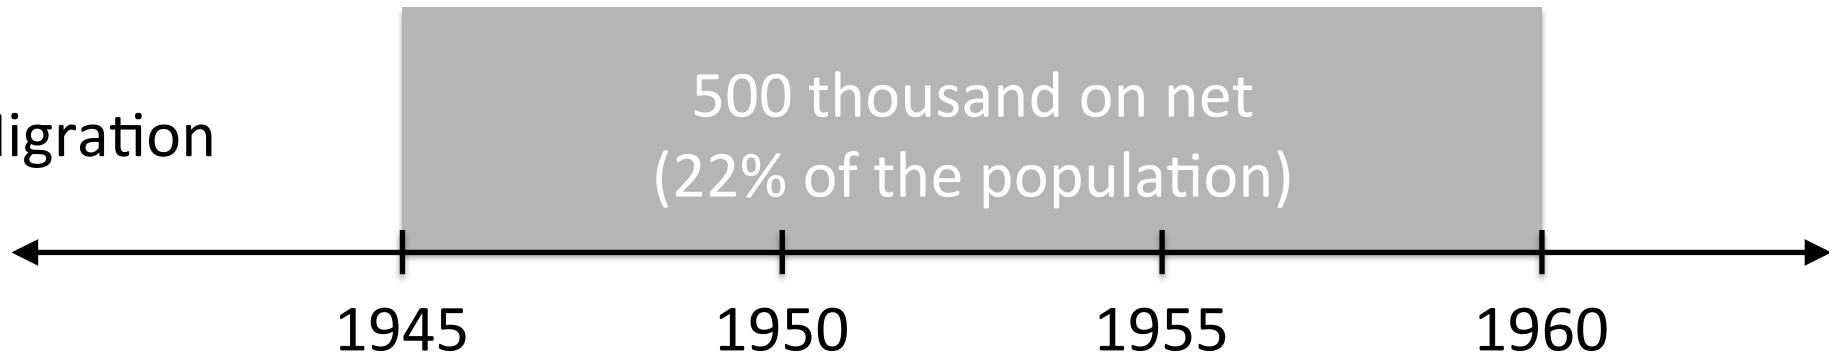 igration
500 thousand on net
(22% of the population)
1945 1950 1955 1960